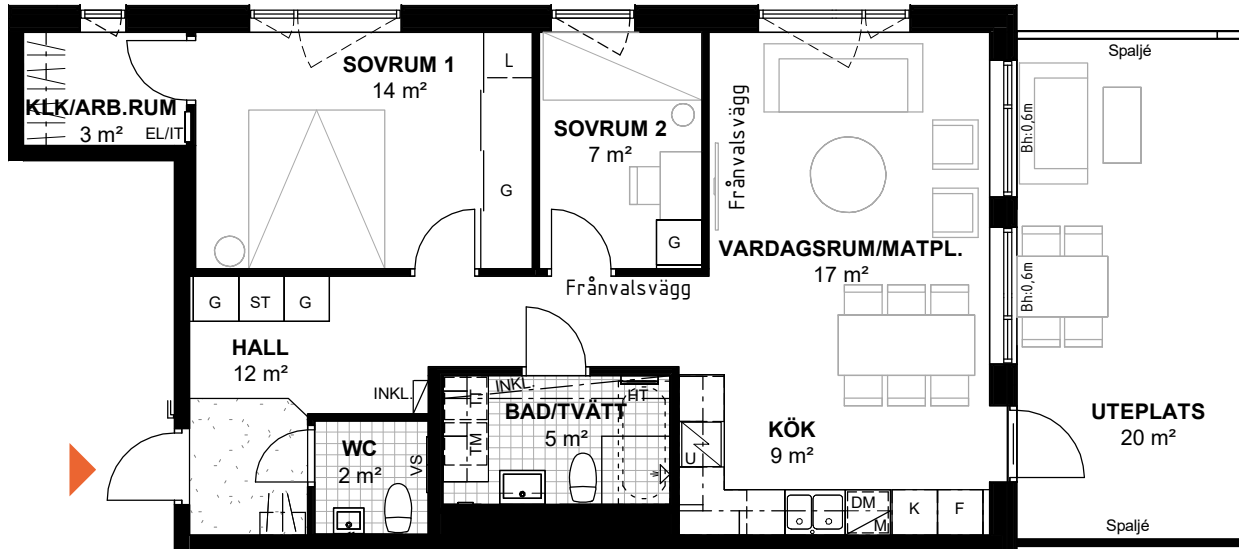 Spaljé
SOVRUM 1
14 m²
L
KLK/ARB.RUM
3 m²
EL/IT
SOVRUM 2
7 m²
Bh:0,6m
Frånvalsvägg
G
G
VARDAGSRUM/MATPL.
17 m²
Frånvalsvägg
Bh:0,6m
G
ST
G
HALL
12 m²
INKL.
INKL.
HT
TT
BAD/TVÄTT
5 m²
TM
UTEPLATS
20 m²
KÖK
9 m²
U
WC
2 m²
VS
DM
M
K
F
Spaljé